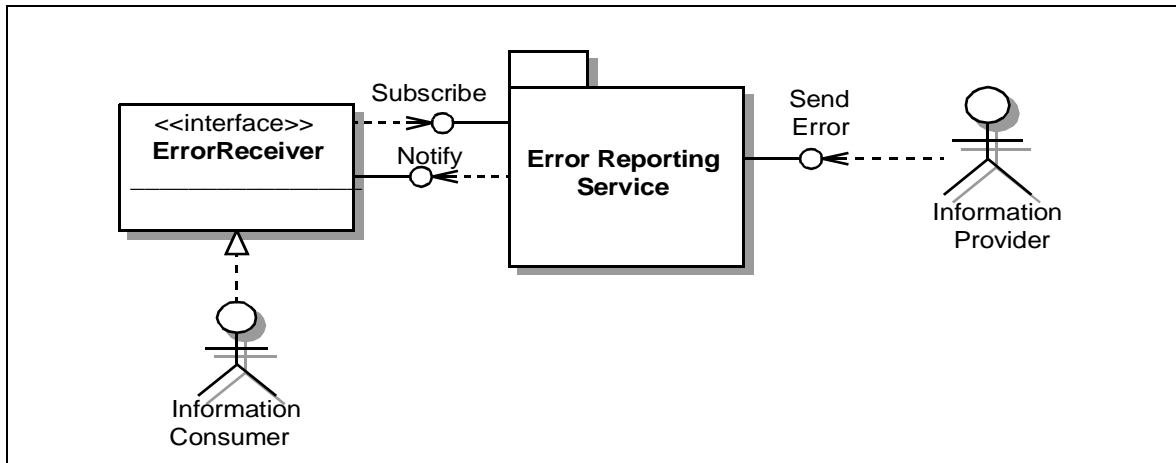 Subscribe
<<interface>>
ErrorReceiver
Notify
Error Reporting
Service
Send
Error
Information
Provider
Information
Consumer